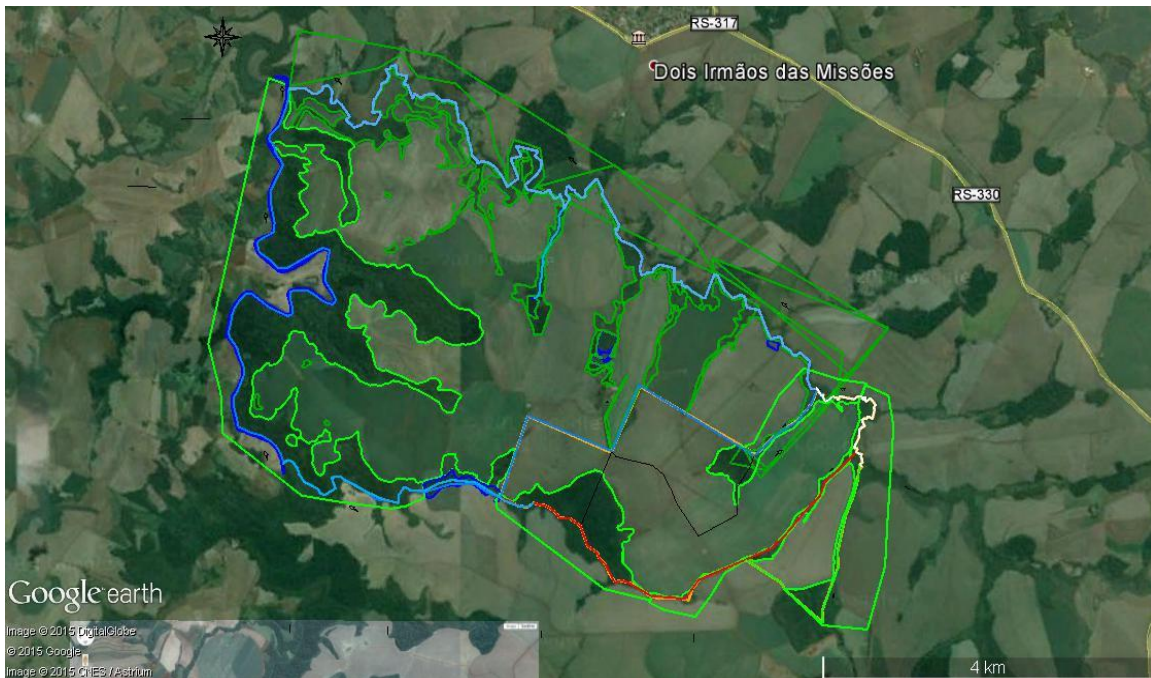 RS-317
Dois Irmãos das Missões
RS-330
Google earth
Image © 2015 DigitalGlobe
© 2015 Google
Image © 2015 CNES / Astrium
4 km